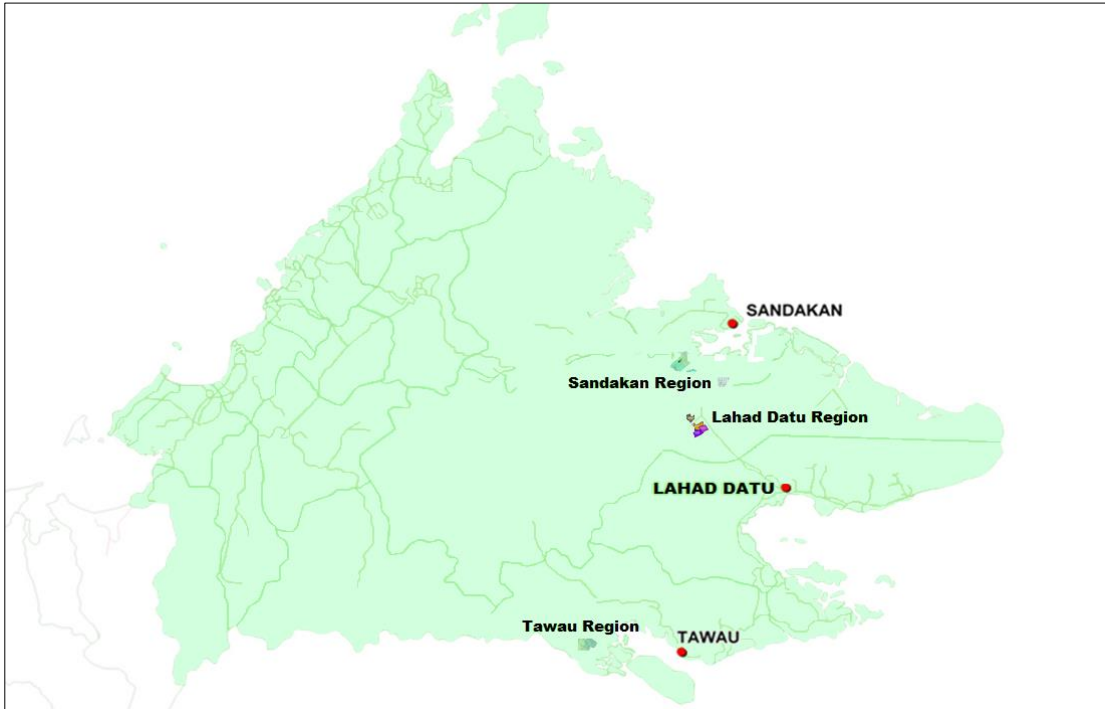 SANDAKAN
Sandakan Region
Lahad Datu Region
LAHAD DATU
Tawau Region
TAWAU